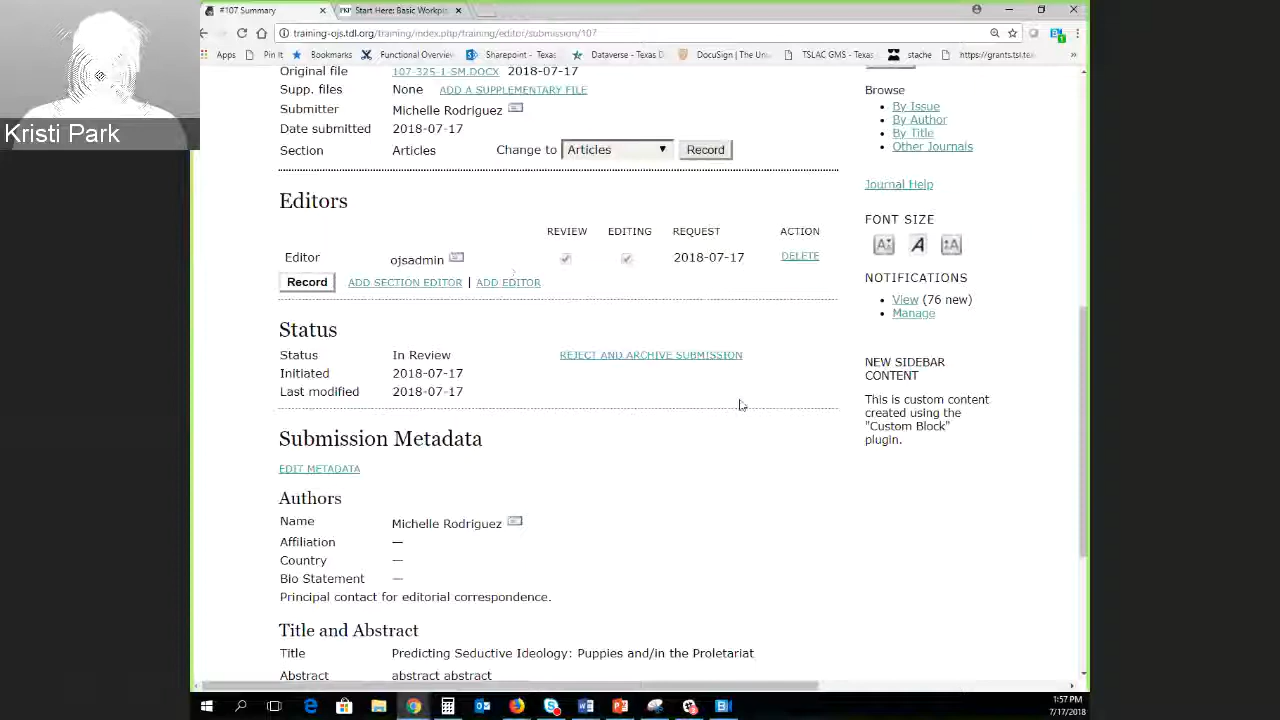 #107 Summary
Start Here: Basic Workpla
training-ojs.tdl.org/training/index.php/training/editor/submission/107
Apps Pin It Bookmarks Functional Overview Sharepoint - Texas Dataverse - Texas D DocuSign | The Univ TSLAC GMS - Texas stache https://grants.tsl.tex
Original file 107-325-1-SM.DOCX 2018-07-17
Supp. files None ADD A SUPPLEMENTARY FILE
Submitter Michelle Rodriguez
Date submitted 2018-07-17
Section Articles Change to Articles Record
Editors
REVIEW EDITING REQUEST ACTION
Editor ojsadmin 2018-07-17 DELETE
Record ADD SECTION EDITOR | ADD EDITOR
Status
Status In Review REJECT AND ARCHIVE SUBMISSION
Initiated 2018-07-17
Last modified 2018-07-17
Submission Metadata
EDIT METADATA
Authors
Name Michelle Rodriguez
Affiliation —
Country —
Bio Statement —
Principal contact for editorial correspondence.
Title and Abstract
Title Predicting Seductive Ideology: Puppies and/in the Proletariat
Abstract abstract abstract
Browse
By Issue
By Author
By Title
Other Journals
Journal Help
FONT SIZE
NOTIFICATIONS
View (76 new)
Manage
NEW SIDEBAR
CONTENT
This is custom content
created using the
"Custom Block"
plugin.
Kristi Park
1:57 PM
7/17/2018